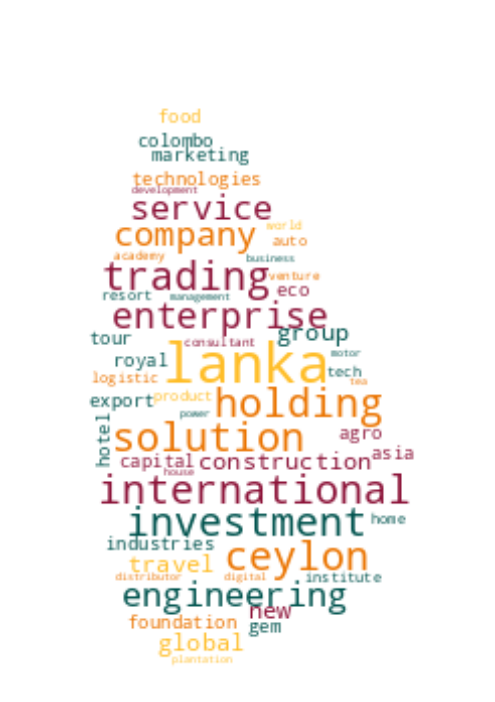 food
colombo
marketing
technologies
development
service
world
company
auto
academy
business
trading
venture
eco
resort
management
enterprise
group
tour
consultant
lanka
motor
royal
tech
logistic
tea
product
export
holding
power
hotel
solution
agro
asia
capital
construction
house
international
investment
home
industries
ceylon
travel
distributor
digital
institute
engineering
new
foundation
gem
global
plantation